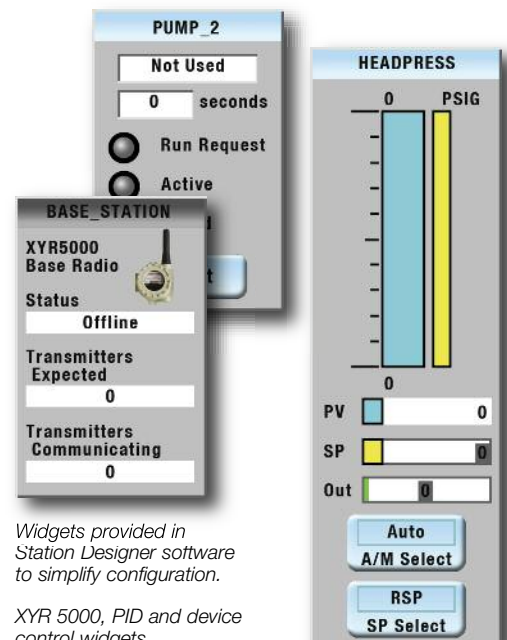 PUMP_2
Not Used
0 seconds
Run Request
Active
BASE_STATION
XYR5000
Base Radio
Status
Offline
Transmitters
Expected
0
Transmitters
Communicating
0
HEADPRESS
0 PSIG
0
PV 0
SP 0
Out 0
Auto
A/M Select
RSP
SP Select
Widgets provided in
Station Designer software
to simplify configuration.
XYR 5000, PID and device
control widgets